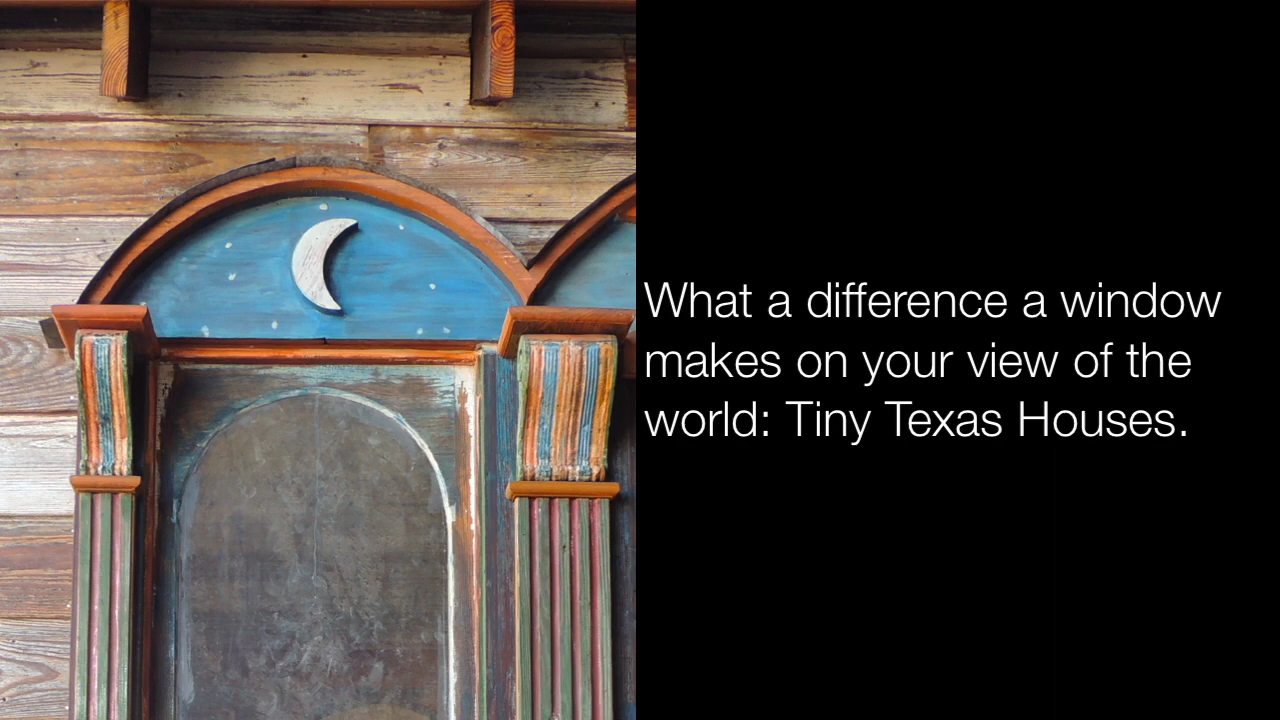 What a difference a window
makes on your view of the
world: Tiny Texas Houses.